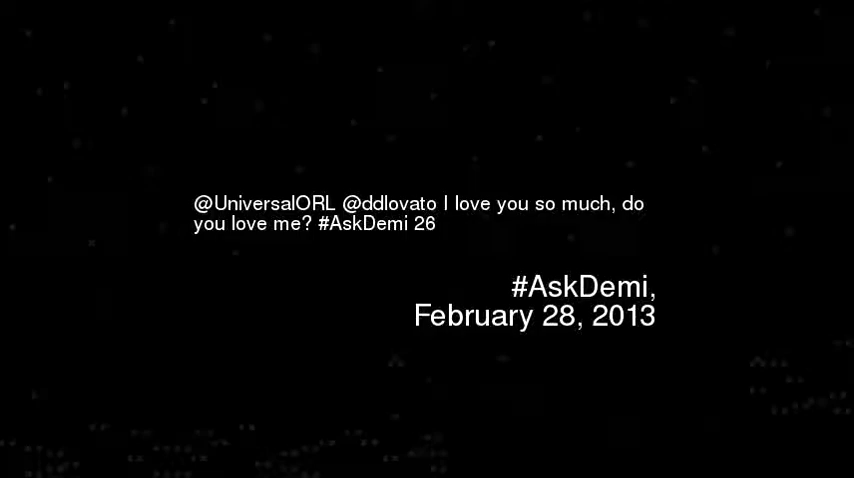 @UniversalORL @ddlovato I love you so much, do
you love me? #AskDemi 26
#AskDemi,
February 28, 2013